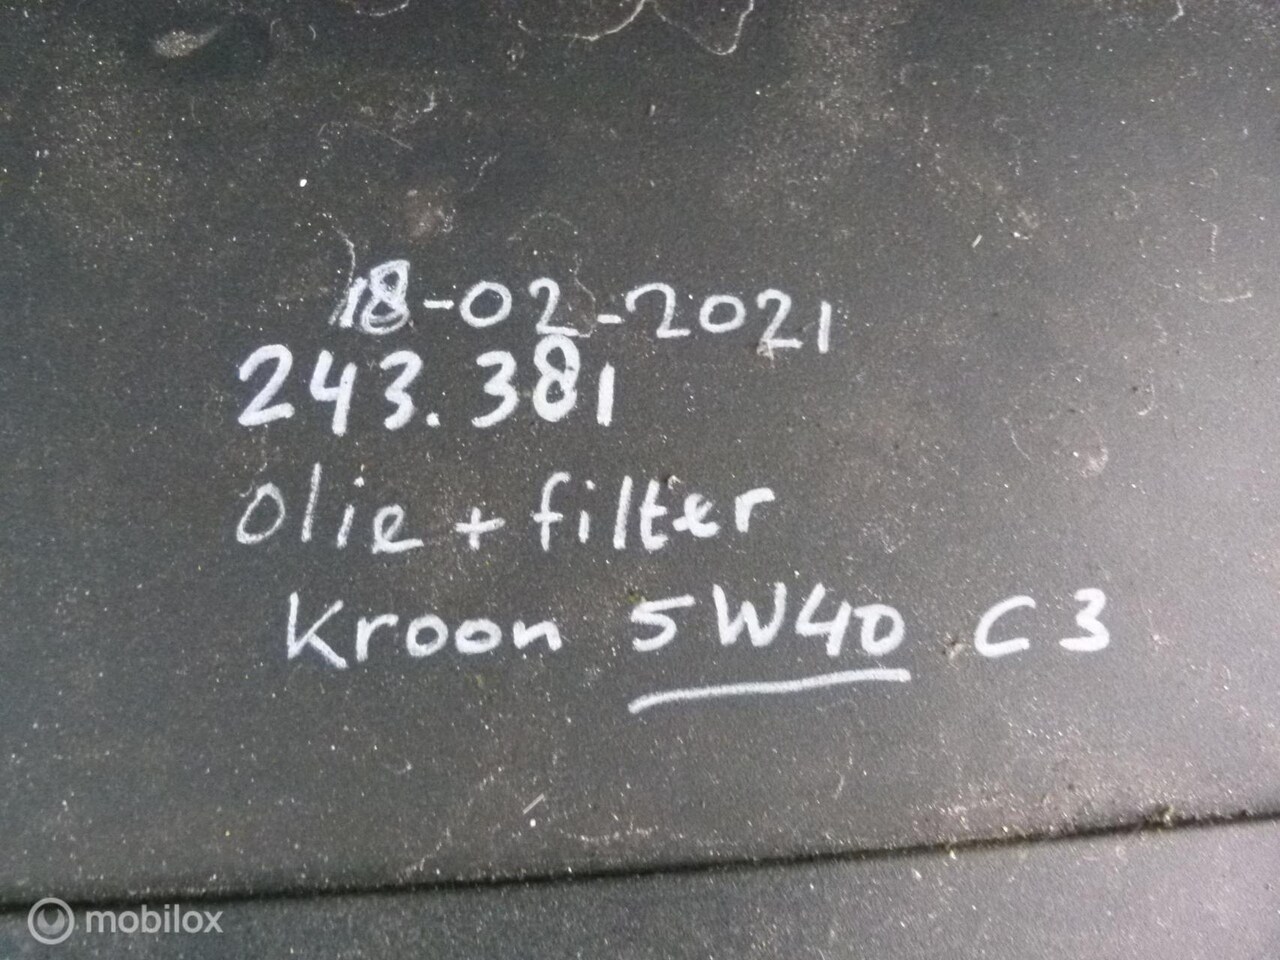 18-02-2021
243.381
olie + filter
Kroon 5W40 C3
mobilox